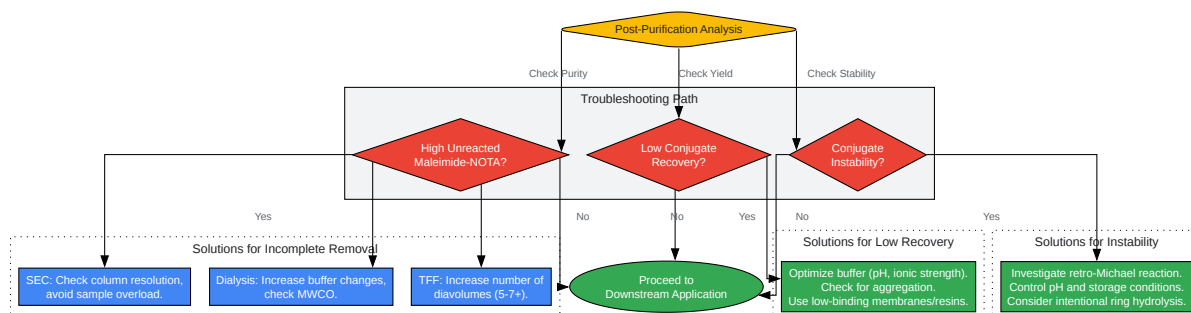 Post-Purification Analysis
Check Purity
Check Yield
Check Stability
Troubleshooting Path
High Unreacted
Maleimide-NOTA?
Low Conjugate
Recovery?
Conjugate
Instability?
Yes
No
No
Yes
No
Yes
Solutions for Incomplete Removal
Solutions for Low Recovery
Solutions for Instability
SEC: Check column resolution,
avoid sample overload.
Dialysis: Increase buffer changes,
check MWCO.
TFF: Increase number of
diavolumes (5-7+).
Proceed to
Downstream Application
Optimize buffer (pH, ionic strength).
Check for aggregation.
Use low-binding membranes/resins.
Investigate retro-Michael reaction.
Control pH and storage conditions.
Consider intentional ring hydrolysis.